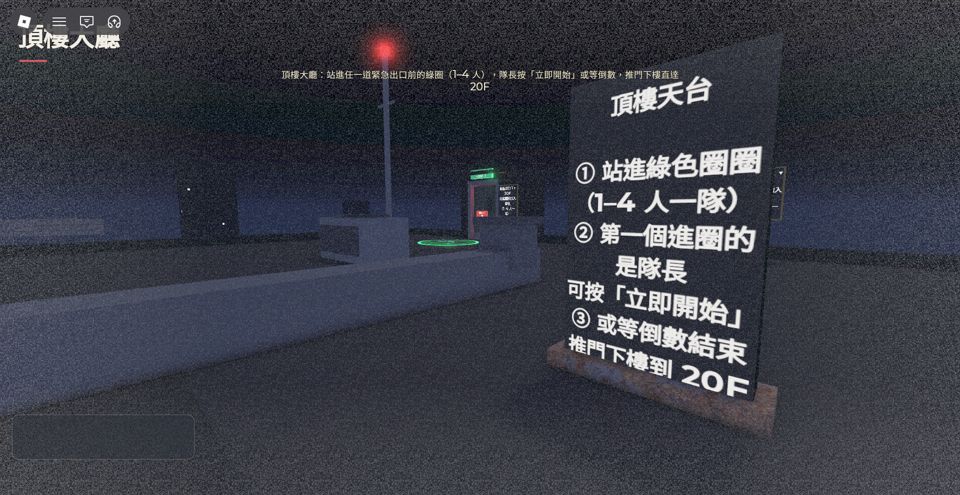 頂樓大廳
頂樓大廳：站進任一道緊急出口前的綠圈（1–4 人），隊長按「立即開始」或等倒數，推門下樓直達
20F
頂樓天台
① 站進綠色圈圈
（1–4 人一隊）
② 第一個進圈的
是隊長
可按「立即開始」
③ 或等倒數結束
推門下樓到 20F